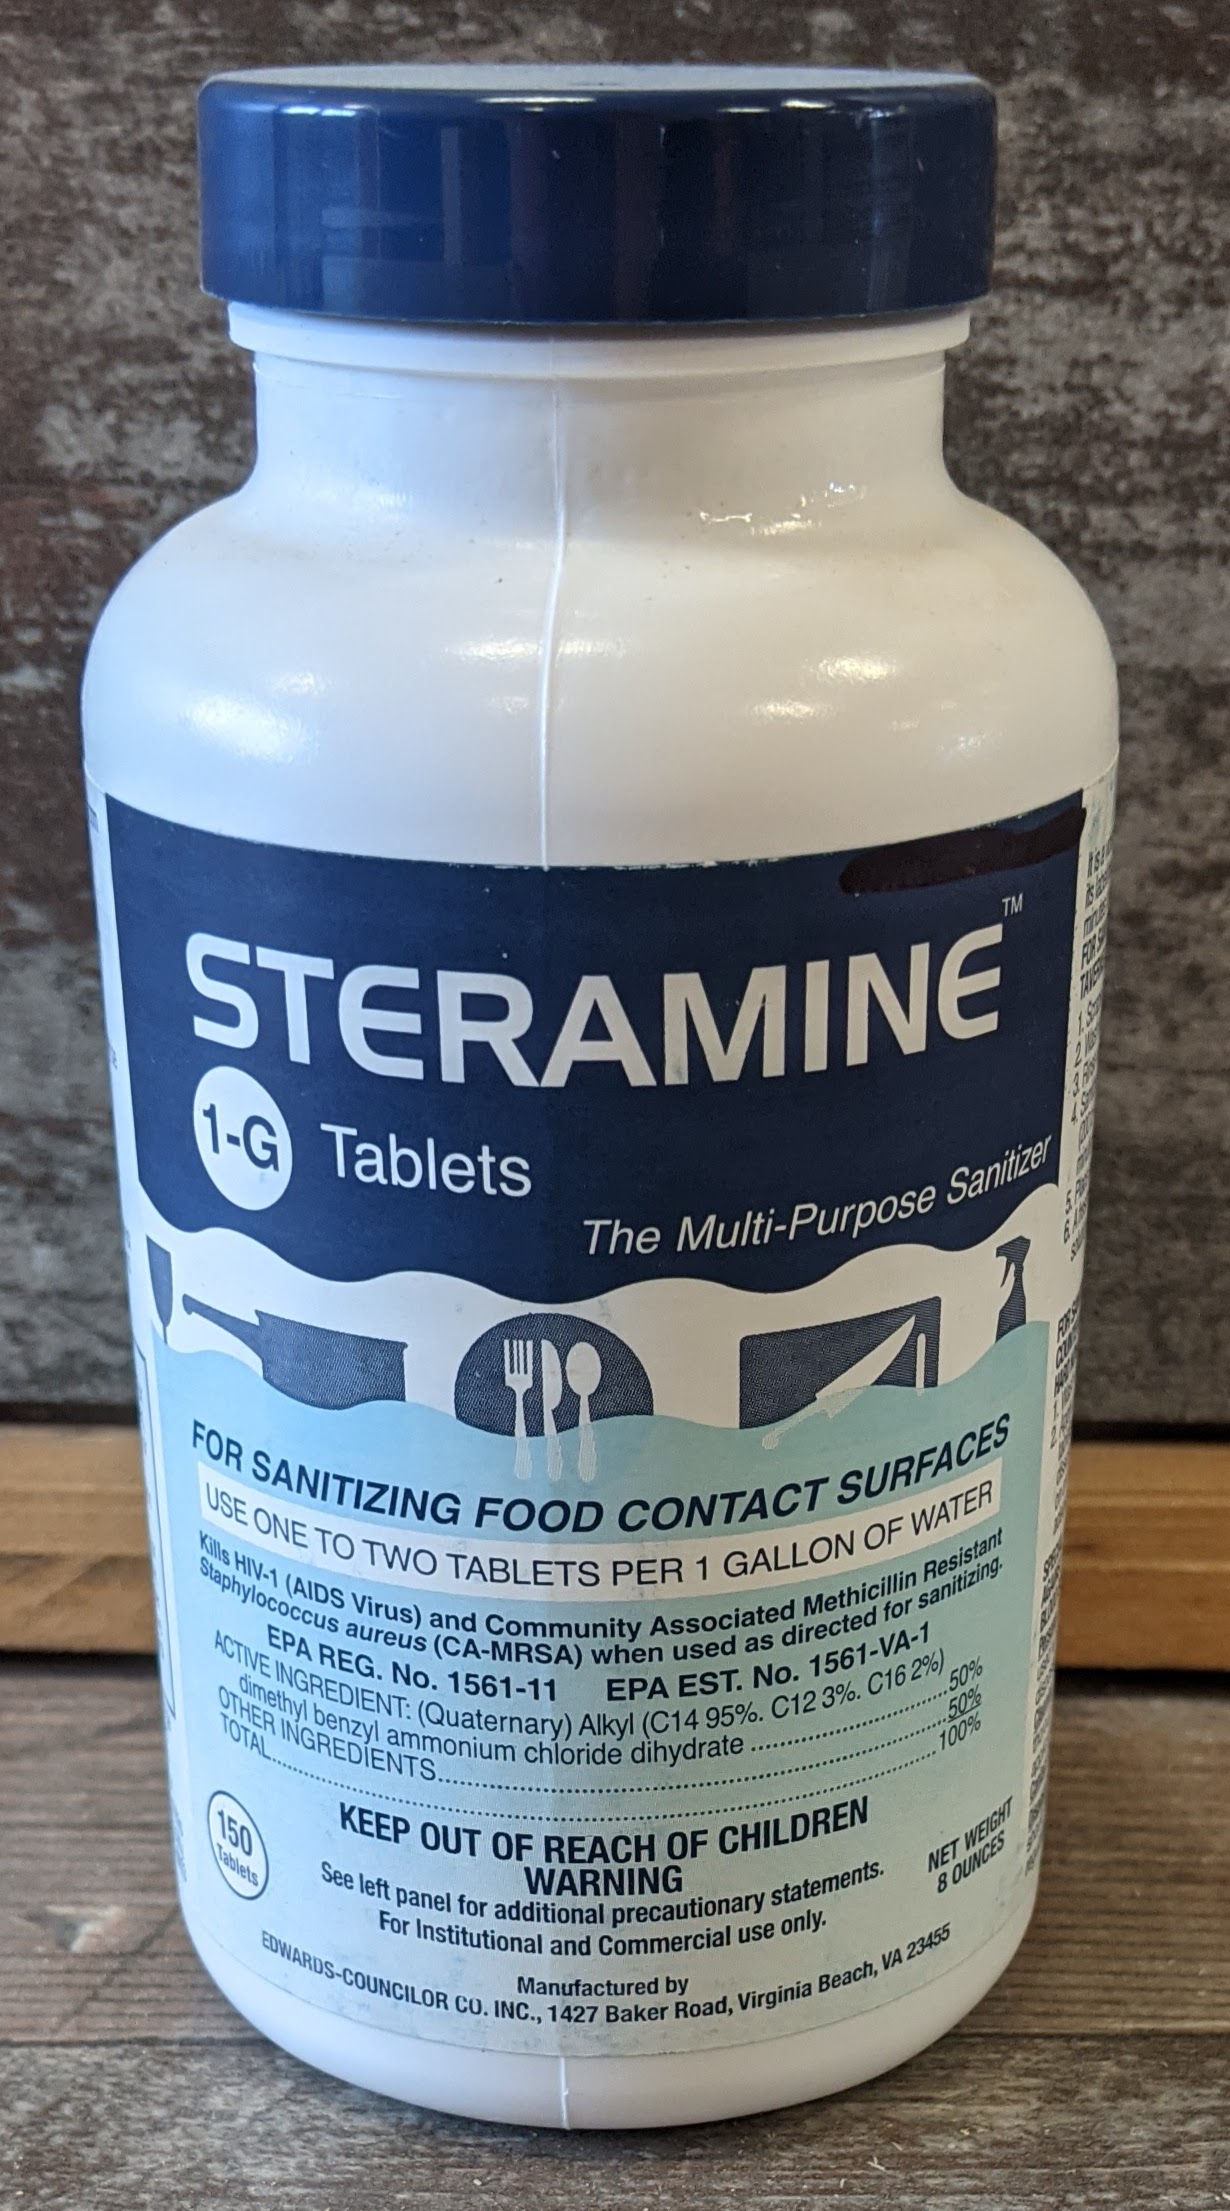 STERAMINE™
1-G Tablets
The Multi-Purpose Sanitizer
FOR SANITIZING FOOD CONTACT SURFACES
USE ONE TO TWO TABLETS PER 1 GALLON OF WATER
Kills HIV-1 (AIDS Virus) and Community Associated Methicillin Resistant
Staphylococcus aureus (CA-MRSA) when used as directed for sanitizing.
EPA REG. No. 1561-11 EPA EST. No. 1561-VA-1
ACTIVE INGREDIENT: (Quaternary) Alkyl (C14 95%. C12 3%. C16 2%)
dimethyl benzyl ammonium chloride dihydrate ........................50%
OTHER INGREDIENTS........................50%
TOTAL........................100%
KEEP OUT OF REACH OF CHILDREN
WARNING
See left panel for additional precautionary statements.
For Institutional and Commercial use only.
150
Tablets
NET WEIGHT
8 OUNCES
Manufactured by
EDWARDS-COUNCILOR CO. INC., 1427 Baker Road, Virginia Beach, VA 23455